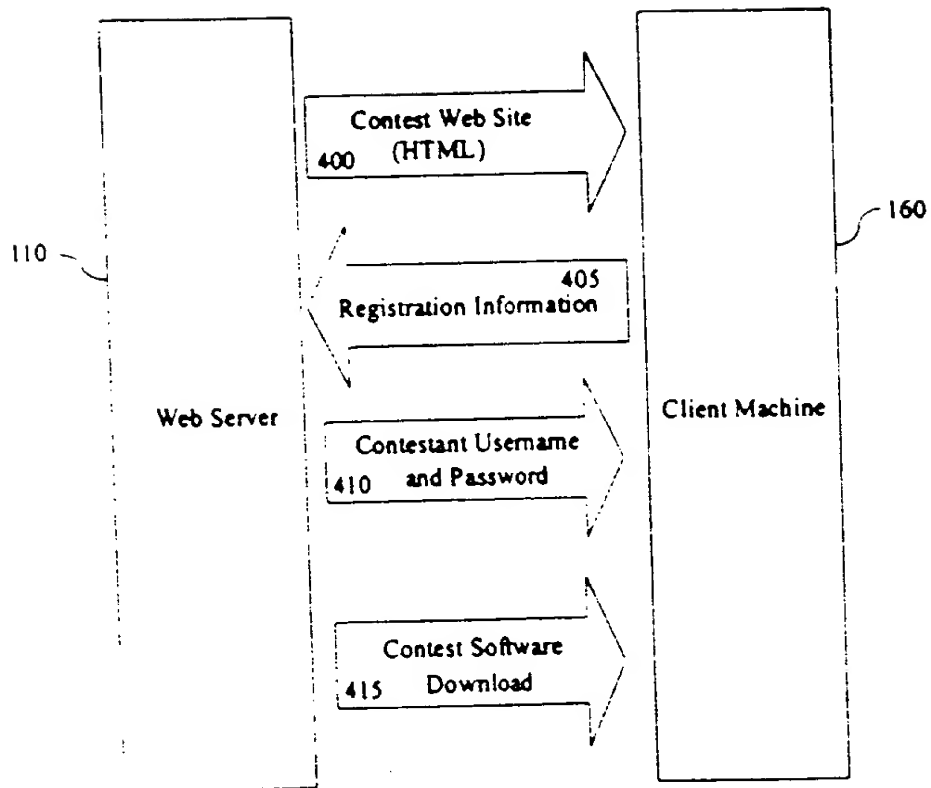 Contest Web Site
400 (HTML)
160
110
405
Registration Information
Web Server
Client Machine
Contestant Username
410 and Password
Contest Software
415 Download